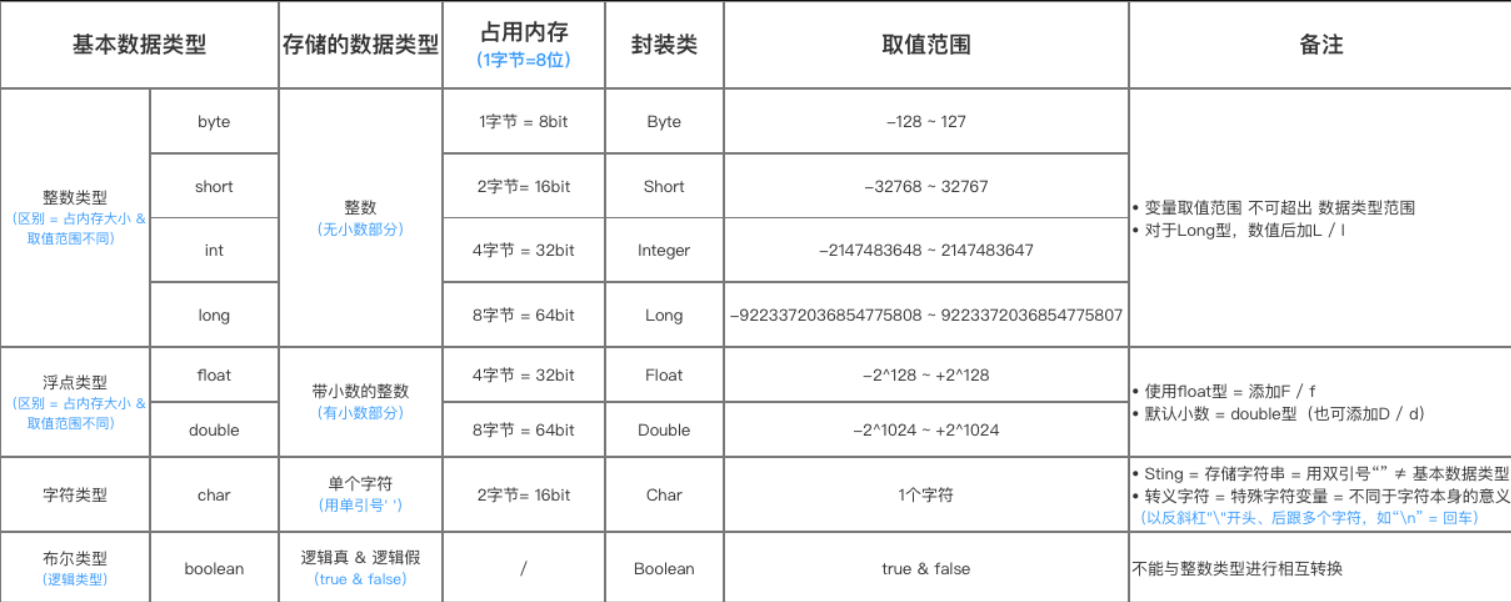 基本数据类型
存储的数据类型
占用内存
(1字节=8位)
封装类
取值范围
备注
整数类型
(区别 = 占内存大小 &
取值范围不同)
byte
整数
(无小数部分)
1字节 = 8bit
Byte
-128 ~ 127
• 变量取值范围 不可超出 数据类型范围
• 对于Long型，数值后加L / l
short
2字节= 16bit
Short
-32768 ~ 32767
int
4字节 = 32bit
Integer
-2147483648 ~ 2147483647
long
8字节 = 64bit
Long
-9223372036854775808 ~ 9223372036854775807
浮点类型
(区别 = 占内存大小 &
取值范围不同)
float
带小数的整数
(有小数部分)
4字节 = 32bit
Float
-2^128 ~ +2^128
• 使用float型 = 添加F / f
• 默认小数 = double型（也可添加D / d）
double
8字节 = 64bit
Double
-2^1024 ~ +2^1024
字符类型
char
单个字符
(用单引号' ')
2字节= 16bit
Char
1个字符
• Sting = 存储字符串 = 用双引号“” ≠ 基本数据类型
• 转义字符 = 特殊字符变量 = 不同于字符本身的意义
（以反斜杠"\"开头、后跟多个字符，如“\n” = 回车）
布尔类型
(逻辑类型)
boolean
逻辑真 & 逻辑假
(true & false)
/
Boolean
true & false
不能与整数类型进行相互转换